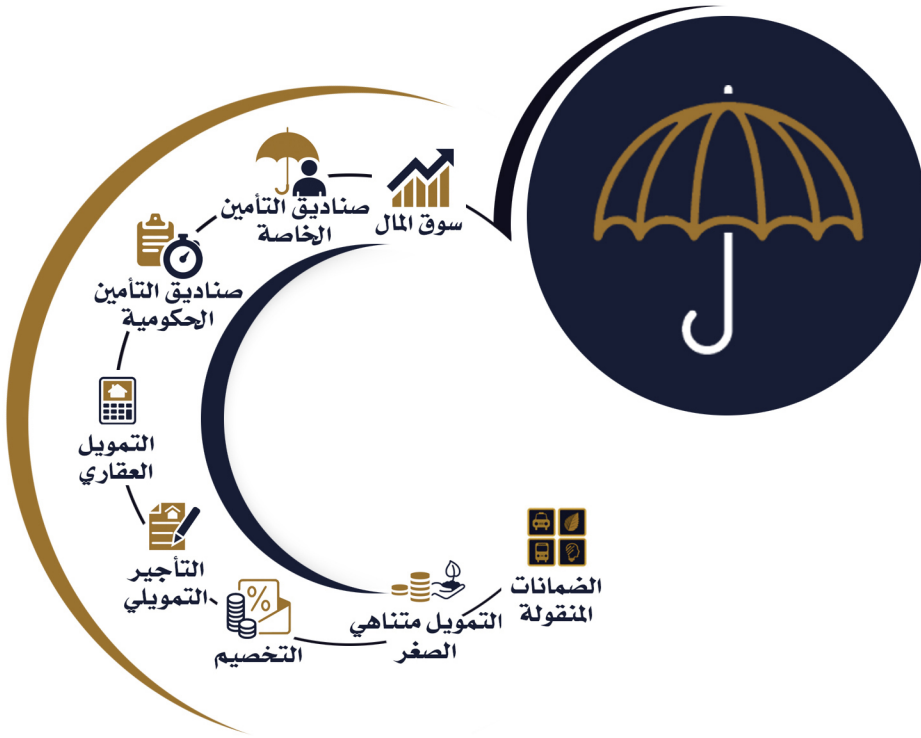 سوق المال
صناديق التأمين
الخاصة
صناديق التأمين
الحكومية
التمويل
العقاري
التأجير
التمويلي
التخصيم
التمويل متناهي
الصغر
الضمانات
المنقولة